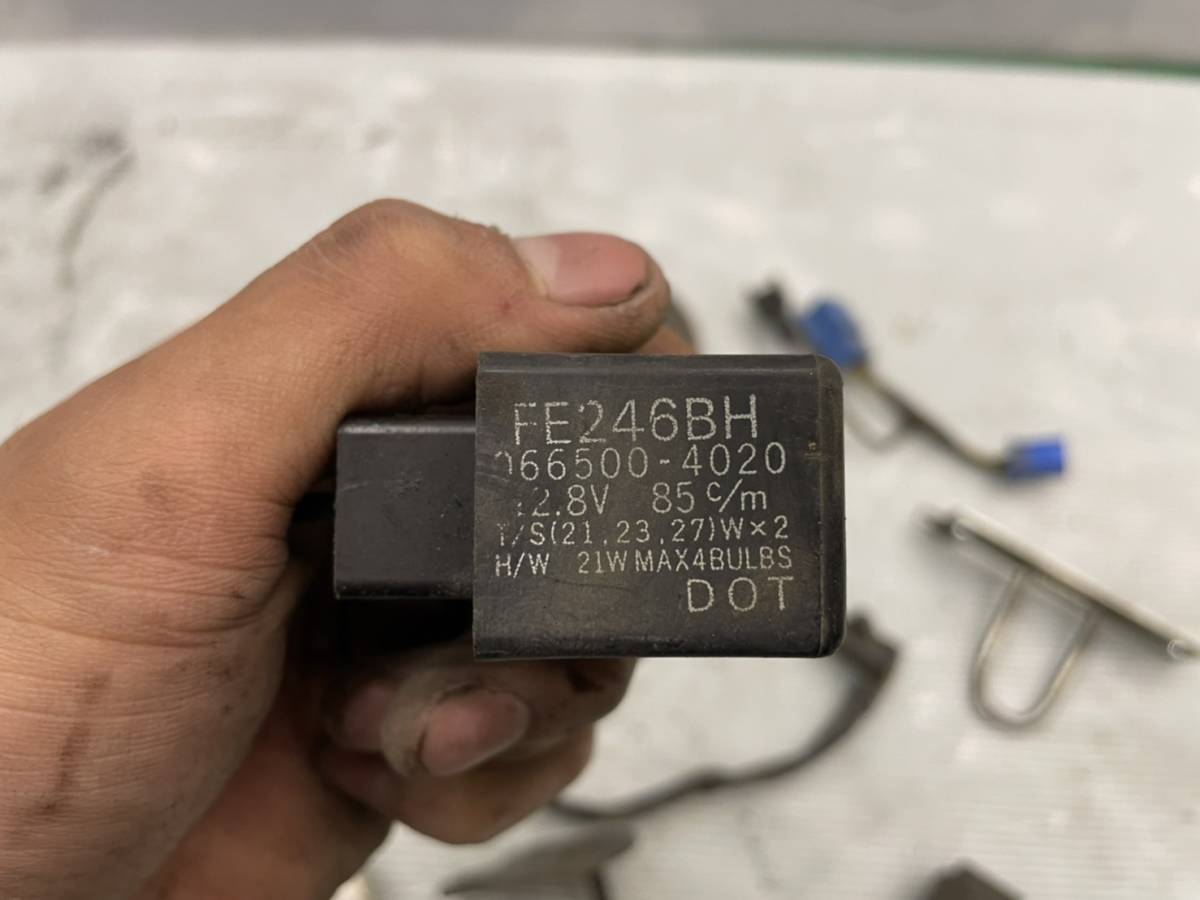 FE246BH
066500-4020
12.8V 85 c/m
T/S(21,23,27)W×2
H/W 21W MAX4BULBS
DOT